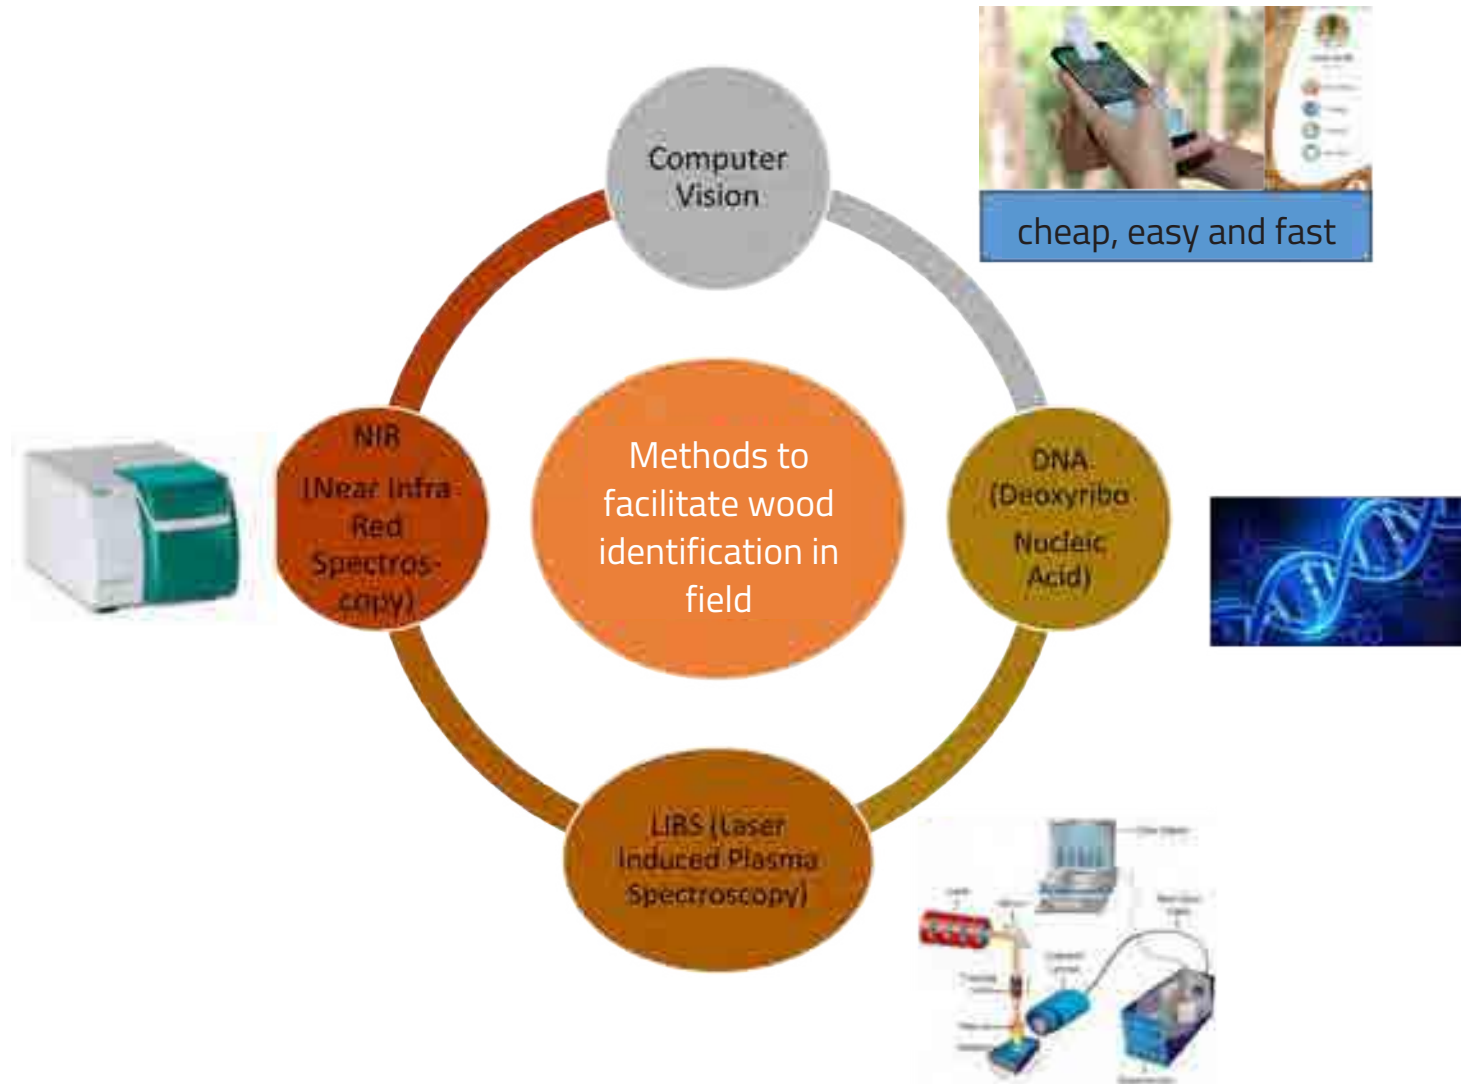 Computer
Vision
cheap, easy and fast
NIR
(Near Infra
Red
Spectros-
copy)
Methods to
facilitate wood
identification in
field
DNA
(Deoxyribo
Nucleic
Acid)
LIBS (Laser
Induced Plasma
Spectroscopy)